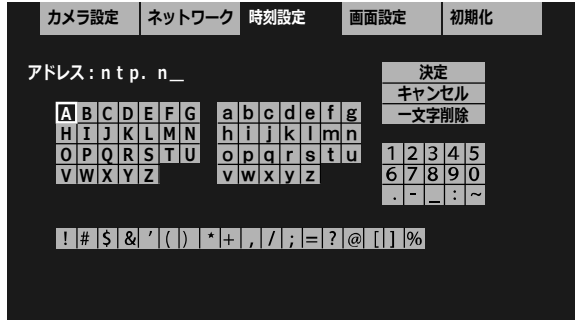 カメラ設定 ネットワーク 時刻設定 画面設定 初期化
アドレス:ntp. n_
決定
キャンセル
一文字削除
A B C D E F G a b c d e f g
H I J K L M N h i j k l m n
O P Q R S T U o p q r s t u
V W X Y Z v w x y z
1 2 3 4 5
6 7 8 9 0
. - _ : ~
! # $ & ' ( ) * + , / ; = ? @ [ ] %